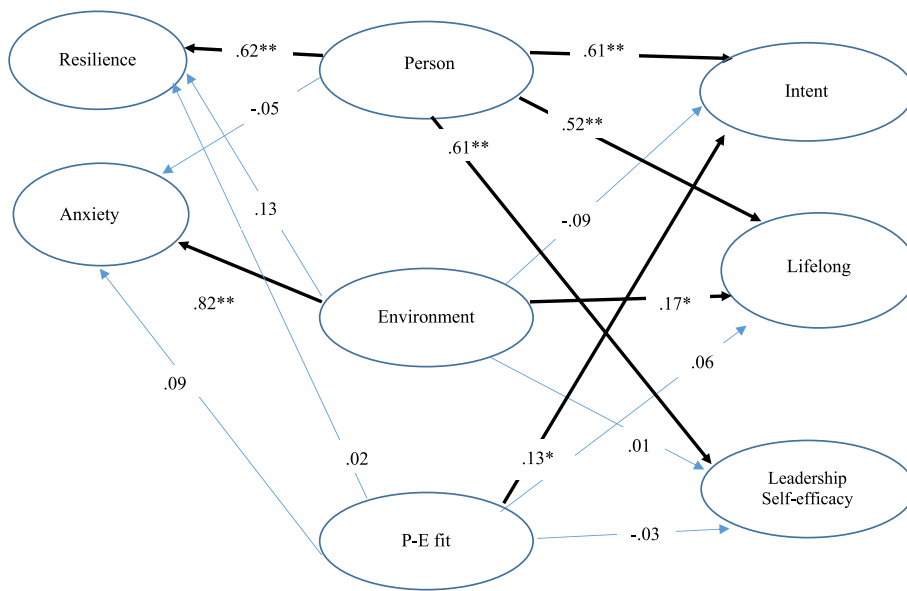 Resilience
.62**
Person
.61**
Intent
-.05
.52**
.61**
Anxiety
.13
-.09
Lifelong
.82**
Environment
.17*
.06
.09
.02
.13*
.01
Leadership
Self-efficacy
P-E fit
-.03